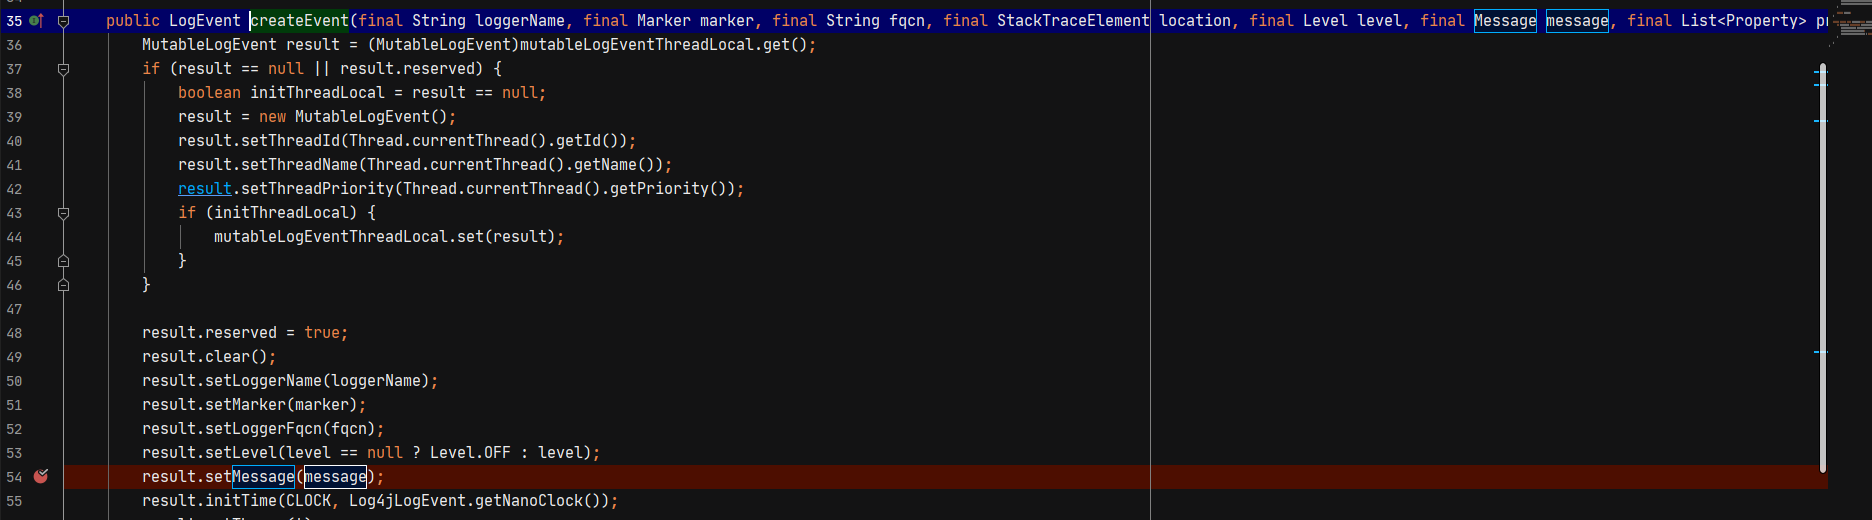 35 public LogEvent createEvent(final String loggerName, final Marker marker, final String fqcn, final StackTraceElement location, final Level level, final Message message, final List<Property> p
36 MutableLogEvent result = (MutableLogEvent)mutableLogEventThreadLocal.get();
37 if (result == null || result.reserved) {
38 boolean initThreadLocal = result == null;
39 result = new MutableLogEvent();
40 result.setThreadId(Thread.currentThread().getId());
41 result.setThreadName(Thread.currentThread().getName());
42 result.setThreadPriority(Thread.currentThread().getPriority());
43 if (initThreadLocal) {
44 mutableLogEventThreadLocal.set(result);
45 }
46 }
47
48 result.reserved = true;
49 result.clear();
50 result.setLoggerName(loggerName);
51 result.setMarker(marker);
52 result.setLoggerFqcn(fqcn);
53 result.setLevel(level == null ? Level.OFF : level);
54 result.setMessage(message);
55 result.initTime(CLOCK, Log4jLogEvent.getNanoClock());